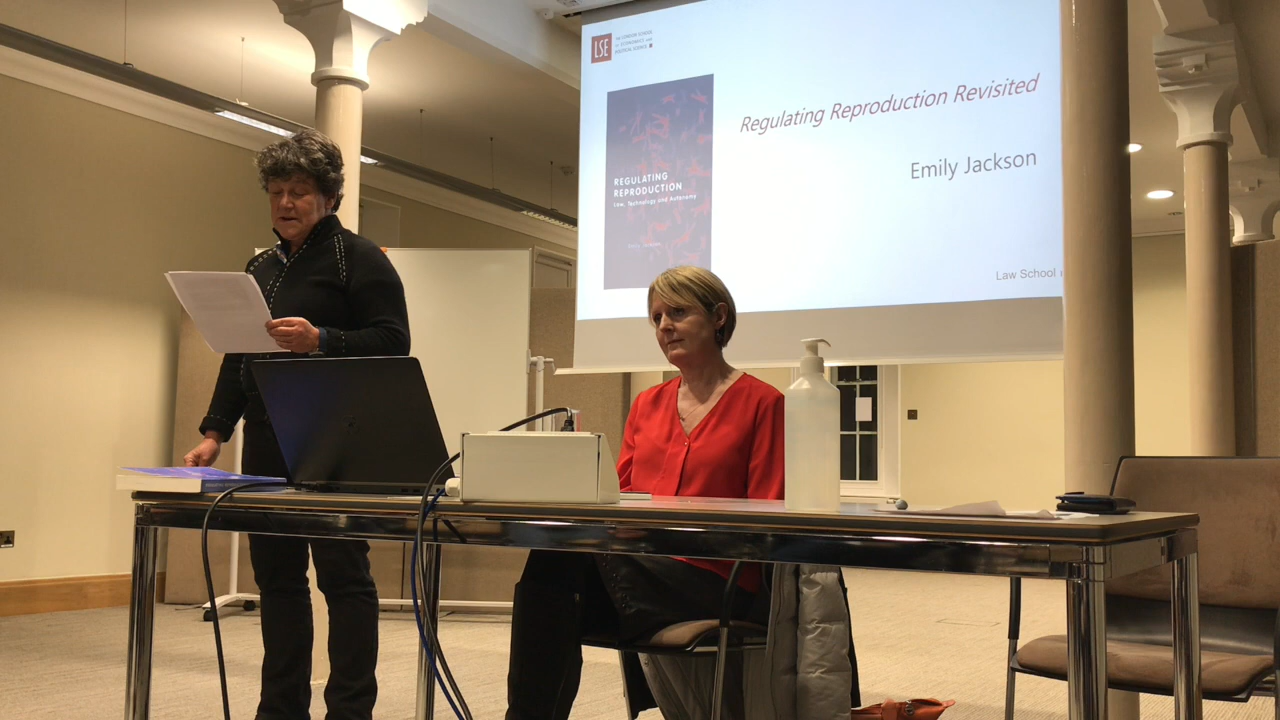 LSE
THE LONDON SCHOOL
OF ECONOMICS AND
POLITICAL SCIENCE
Regulating Reproduction Revisited
Emily Jackson
REGULATING
REPRODUCTION
Law, Technology and Autonomy
Emily Jackson
Law School